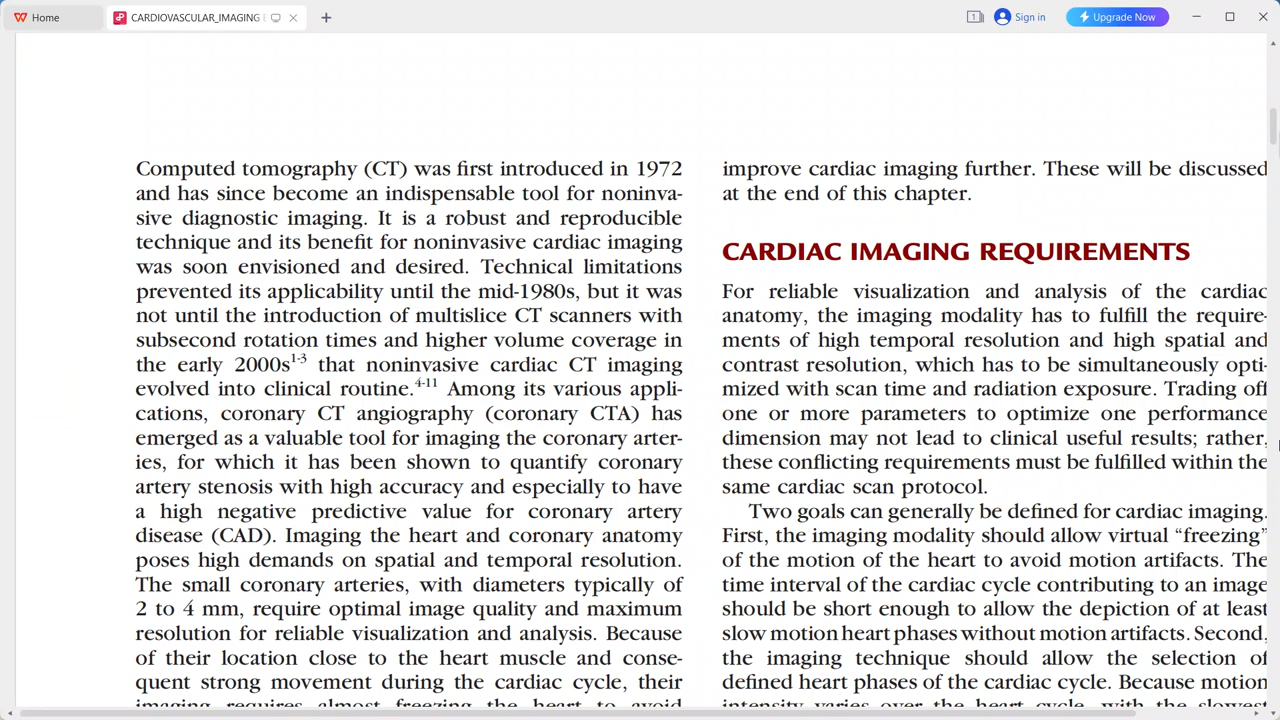 Home
CARDIOVASCULAR_IMAGING
1
Sign in
Upgrade Now
Computed tomography (CT) was first introduced in 1972
and has since become an indispensable tool for noninva-
sive diagnostic imaging. It is a robust and reproducible
technique and its benefit for noninvasive cardiac imaging
was soon envisioned and desired. Technical limitations
prevented its applicability until the mid-1980s, but it was
not until the introduction of multislice CT scanners with
subsecond rotation times and higher volume coverage in
the early 2000s1-3 that noninvasive cardiac CT imaging
evolved into clinical routine.4-11 Among its various appli-
cations, coronary CT angiography (coronary CTA) has
emerged as a valuable tool for imaging the coronary arter-
ies, for which it has been shown to quantify coronary
artery stenosis with high accuracy and especially to have
a high negative predictive value for coronary artery
disease (CAD). Imaging the heart and coronary anatomy
poses high demands on spatial and temporal resolution.
The small coronary arteries, with diameters typically of
2 to 4 mm, require optimal image quality and maximum
resolution for reliable visualization and analysis. Because
of their location close to the heart muscle and conse-
quent strong movement during the cardiac cycle, their
imaging requires almost freezing the heart to avoid
improve cardiac imaging further. These will be discussed
at the end of this chapter.
CARDIAC IMAGING REQUIREMENTS
For reliable visualization and analysis of the cardiac
anatomy, the imaging modality has to fulfill the require-
ments of high temporal resolution and high spatial and
contrast resolution, which has to be simultaneously opti-
mized with scan time and radiation exposure. Trading off
one or more parameters to optimize one performance
dimension may not lead to clinical useful results; rather,
these conflicting requirements must be fulfilled within the
same cardiac scan protocol.
Two goals can generally be defined for cardiac imaging.
First, the imaging modality should allow virtual “freezing”
of the motion of the heart to avoid motion artifacts. The
time interval of the cardiac cycle contributing to an image
should be short enough to allow the depiction of at least
slow motion heart phases without motion artifacts. Second,
the imaging technique should allow the selection of
defined heart phases of the cardiac cycle. Because motion
intensity varies over the heart cycle, with the slowest